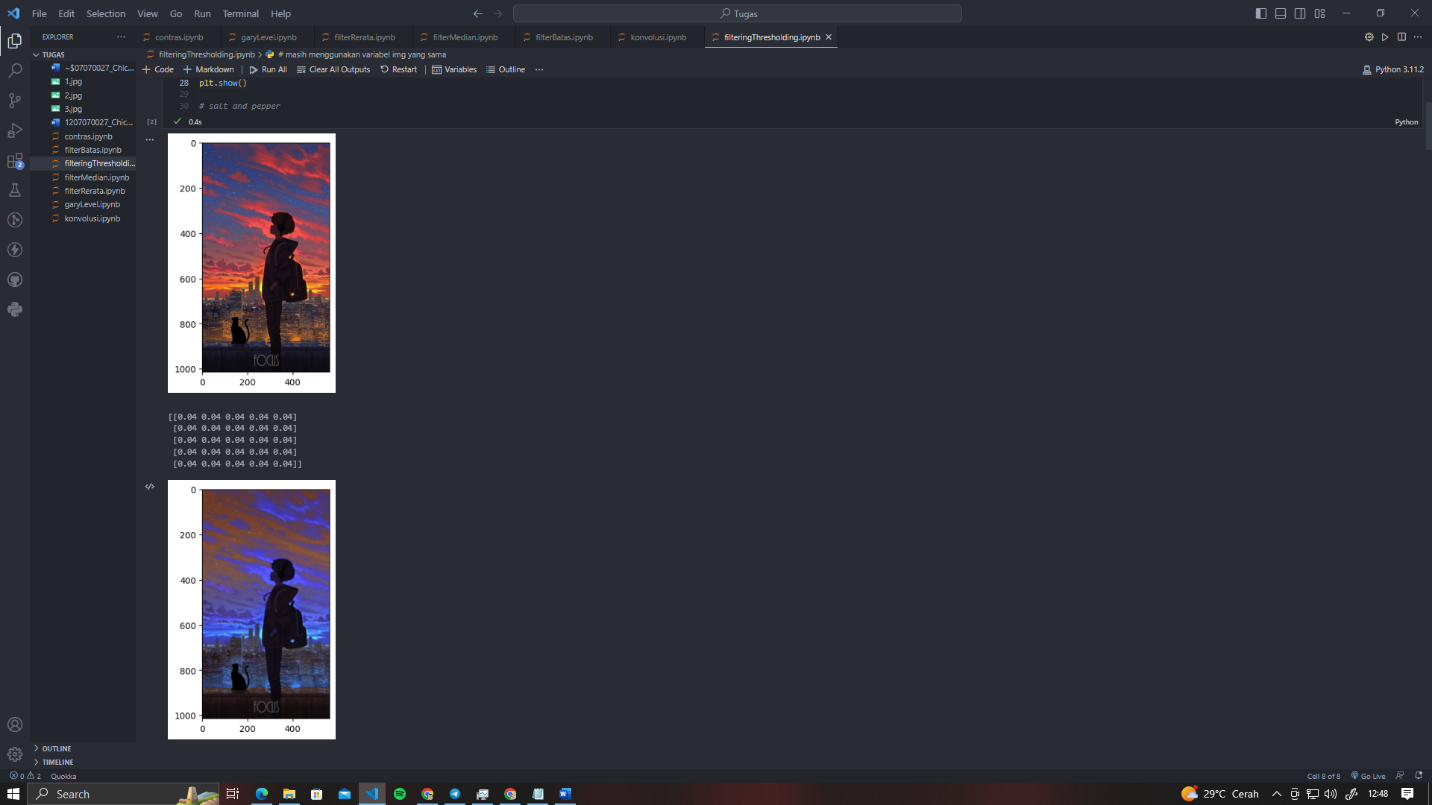 File Edit Selection View Go Run Terminal Help
Tugas
EXPLORER
contras.ipynb garyLevel.ipynb filterRerata.ipynb filterMedian.ipynb filterBatas.ipynb konvolusi.ipynb filteringThresholding.ipynb
TUGAS
~$07070027_Chic...
1.jpg
2.jpg
3.jpg
1207070027_Chic...
contras.ipynb
filterBatas.ipynb
filteringThresholdi...
filterMedian.ipynb
filterRerata.ipynb
garyLevel.ipynb
konvolusi.ipynb
2
OUTLINE
TIMELINE
filteringThresholding.ipynb > # masih menggunakan variabel img yang sama
+ Code + Markdown | Run All Clear All Outputs Restart | Variables Outline ... Python 3.11.2
28 plt.show()
29
30 # salt and pepper
[2] 0.4s Python
0
200
400
600
800
1000
0 200 400
FOCUS
[[0.04 0.04 0.04 0.04 0.04]
[0.04 0.04 0.04 0.04 0.04]
[0.04 0.04 0.04 0.04 0.04]
[0.04 0.04 0.04 0.04 0.04]
[0.04 0.04 0.04 0.04 0.04]]
0
200
400
600
800
1000
0 200 400
FOCUS
0 2 Quokka Cell 8 of 8 Go Live
Search 29°C Cerah 12:48